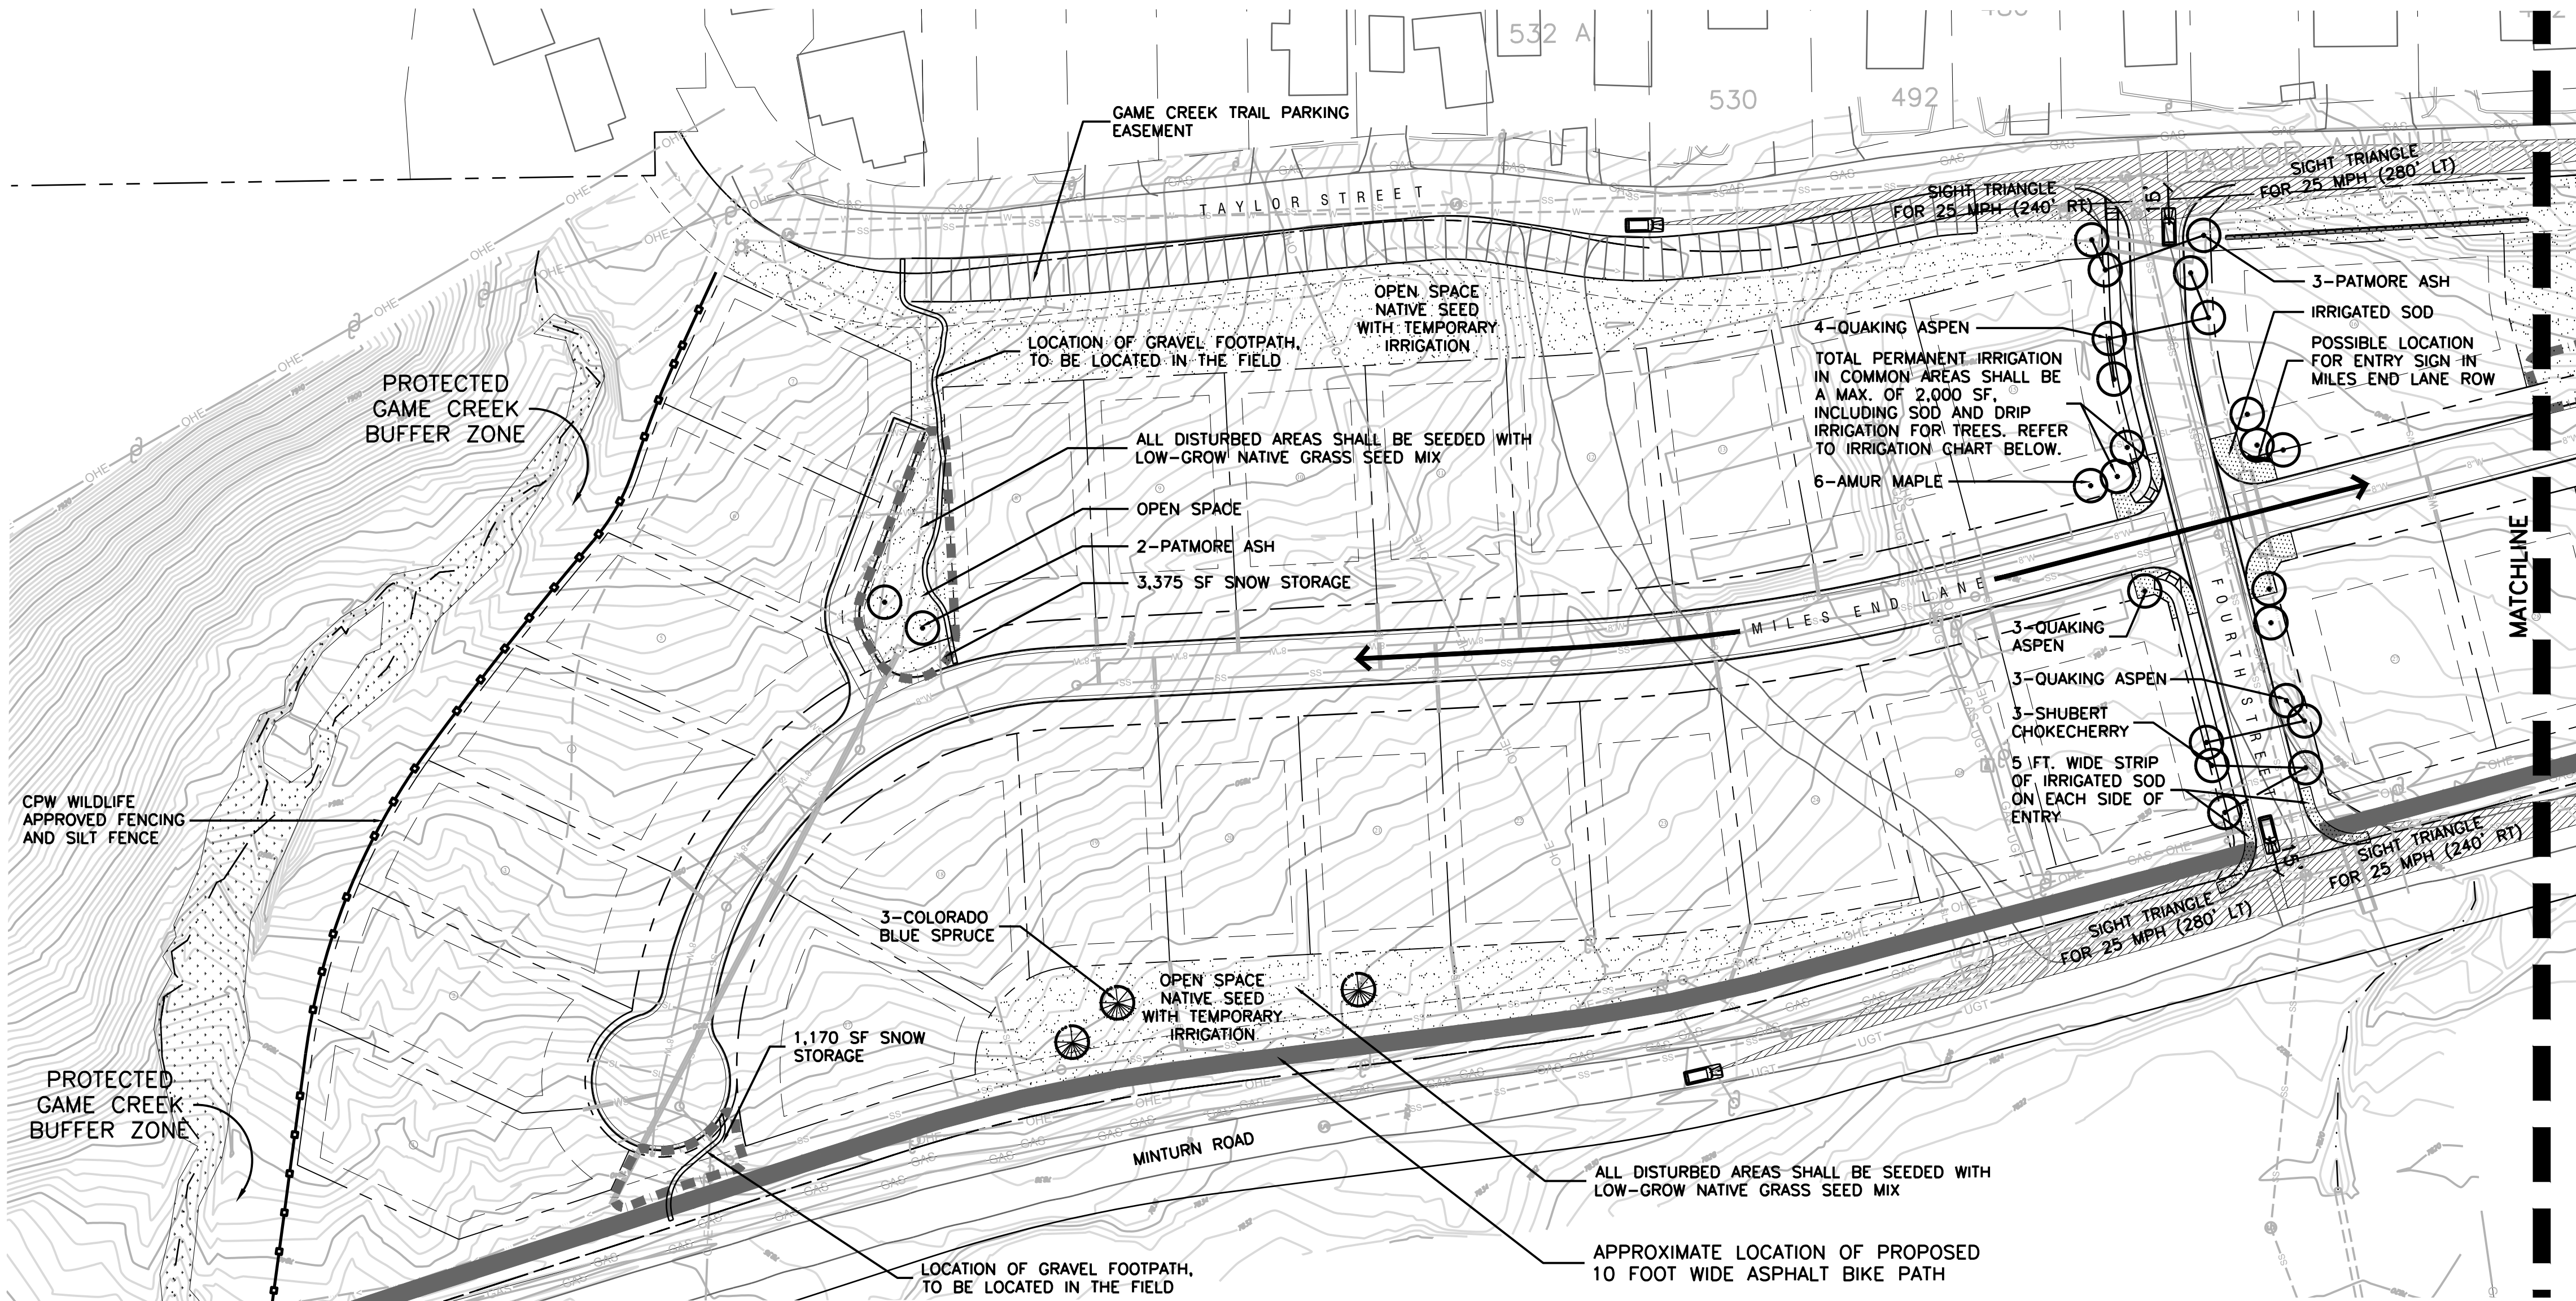 532 A
530
492
GAME CREEK TRAIL PARKING
EASEMENT
TAYLOR STREET
TAYLOR AVENUE
SIGHT TRIANGLE
FOR 25 MPH (240' RT)
15'
SIGHT TRIANGLE
FOR 25 MPH (280' LT)
3-PATMORE ASH
IRRIGATED SOD
POSSIBLE LOCATION
FOR ENTRY SIGN IN
MILES END LANE ROW
OPEN SPACE
NATIVE SEED
WITH TEMPORARY
IRRIGATION
LOCATION OF GRAVEL FOOTPATH,
TO BE LOCATED IN THE FIELD
4-QUAKING ASPEN
TOTAL PERMANENT IRRIGATION
IN COMMON AREAS SHALL BE
A MAX. OF 2,000 SF,
INCLUDING SOD AND DRIP
IRRIGATION FOR TREES. REFER
TO IRRIGATION CHART BELOW.
6-AMUR MAPLE
PROTECTED
GAME CREEK
BUFFER ZONE
ALL DISTURBED AREAS SHALL BE SEEDED WITH
LOW-GROW NATIVE GRASS SEED MIX
OPEN SPACE
2-PATMORE ASH
3,375 SF SNOW STORAGE
MILES END LANE
FOURTH STREET
MATCHLINE
3-QUAKING
ASPEN
3-QUAKING ASPEN
3-SHUBERT
CHOKECHERRY
5 FT. WIDE STRIP
OF IRRIGATED SOD
ON EACH SIDE OF
ENTRY
CPW WILDLIFE
APPROVED FENCING
AND SILT FENCE
SIGHT TRIANGLE
FOR 25 MPH (240' RT)
15'
SIGHT TRIANGLE
FOR 25 MPH (280' LT)
3-COLORADO
BLUE SPRUCE
OPEN SPACE
NATIVE SEED
WITH TEMPORARY
IRRIGATION
1,170 SF SNOW
STORAGE
PROTECTED
GAME CREEK
BUFFER ZONE
MINTURN ROAD
ALL DISTURBED AREAS SHALL BE SEEDED WITH
LOW-GROW NATIVE GRASS SEED MIX
APPROXIMATE LOCATION OF PROPOSED
10 FOOT WIDE ASPHALT BIKE PATH
LOCATION OF GRAVEL FOOTPATH,
TO BE LOCATED IN THE FIELD